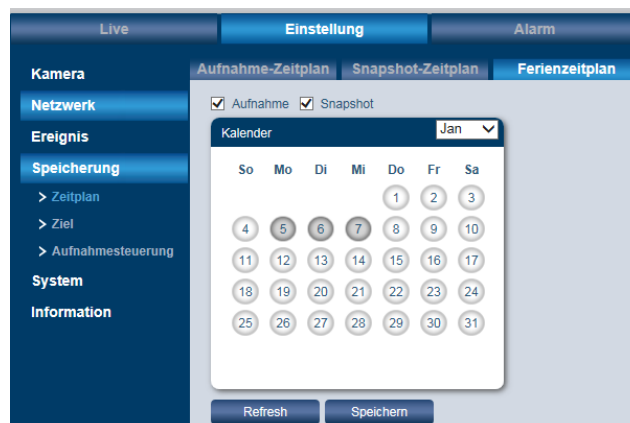 Live Einstellung Alarm
Kamera
Netzwerk
Ereignis
Speicherung
> Zeitplan
> Ziel
> Aufnahmesteuerung
System
Information
Aufnahme-Zeitplan Snapshot-Zeitplan Ferienzeitplan
Aufnahme Snapshot
Kalender Jan
So Mo Di Mi Do Fr Sa
1 2 3
4 5 6 7 8 9 10
11 12 13 14 15 16 17
18 19 20 21 22 23 24
25 26 27 28 29 30 31
Refresh Speichern